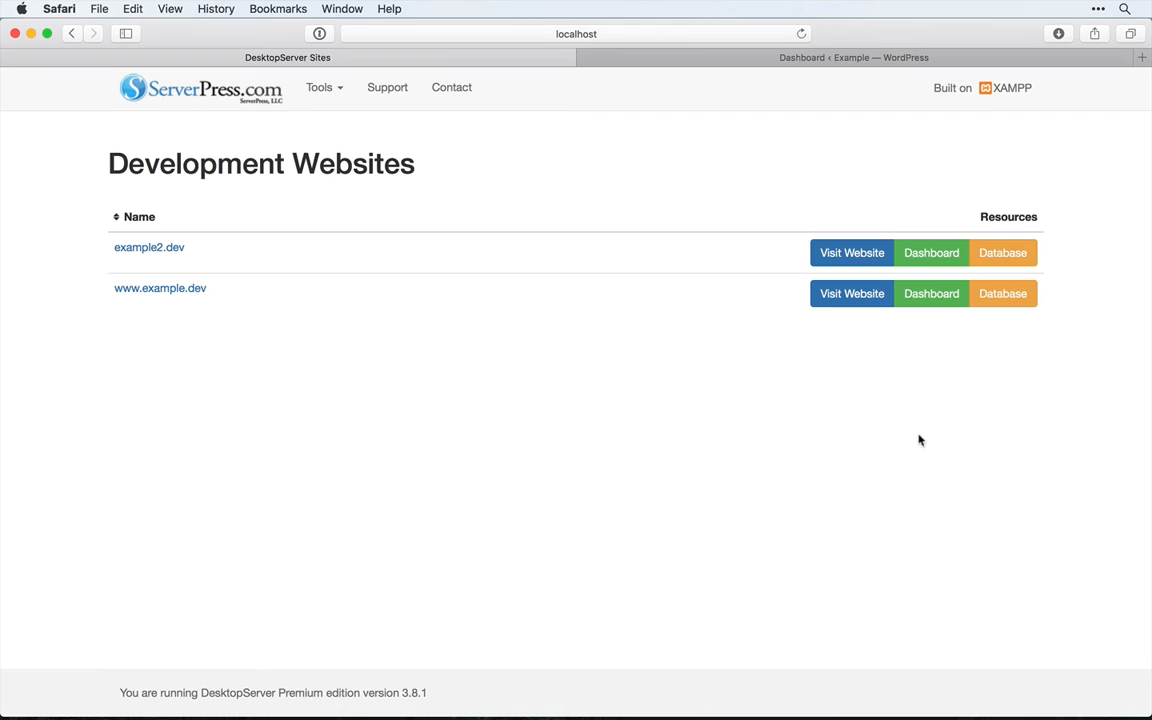 Safari File Edit View History Bookmarks Window Help
localhost
DesktopServer Sites
Dashboard ‹ Example — WordPress
ServerPress.com
ServerPress, LLC
Tools Support Contact
Built on XAMPP
Development Websites
Name Resources
example2.dev Visit Website Dashboard Database
www.example.dev Visit Website Dashboard Database
You are running DesktopServer Premium edition version 3.8.1